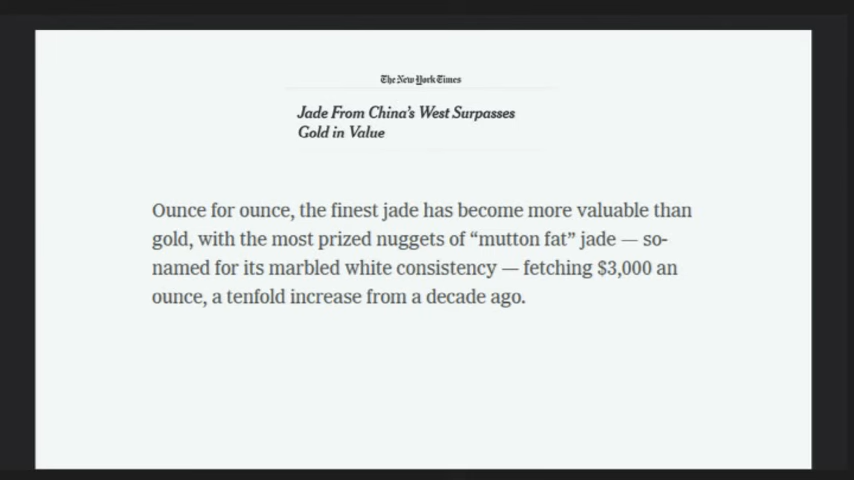 The New York Times
Jade From China's West Surpasses
Gold in Value
Ounce for ounce, the finest jade has become more valuable than
gold, with the most prized nuggets of “mutton fat” jade — so-
named for its marbled white consistency — fetching $3,000 an
ounce, a tenfold increase from a decade ago.